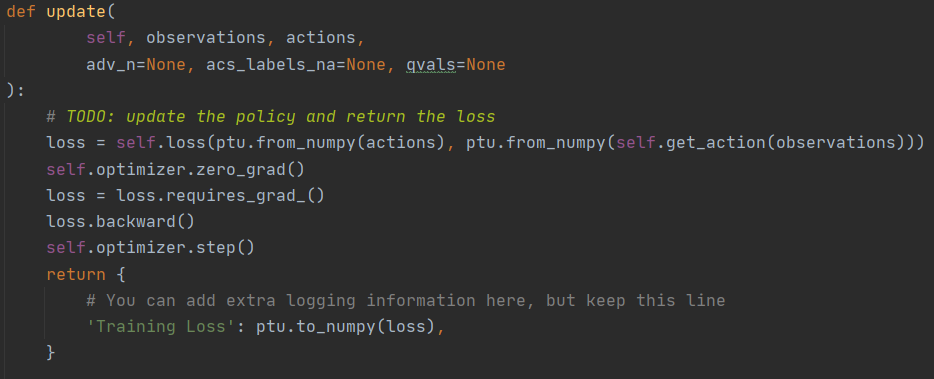 def update(
        self, observations, actions,
        adv_n=None, acs_labels_na=None, qvals=None
):
    # TODO: update the policy and return the loss
    loss = self.loss(ptu.from_numpy(actions), ptu.from_numpy(self.get_action(observations)))
    self.optimizer.zero_grad()
    loss = loss.requires_grad_()
    loss.backward()
    self.optimizer.step()
    return {
        # You can add extra logging information here, but keep this line
        'Training Loss': ptu.to_numpy(loss),
    }